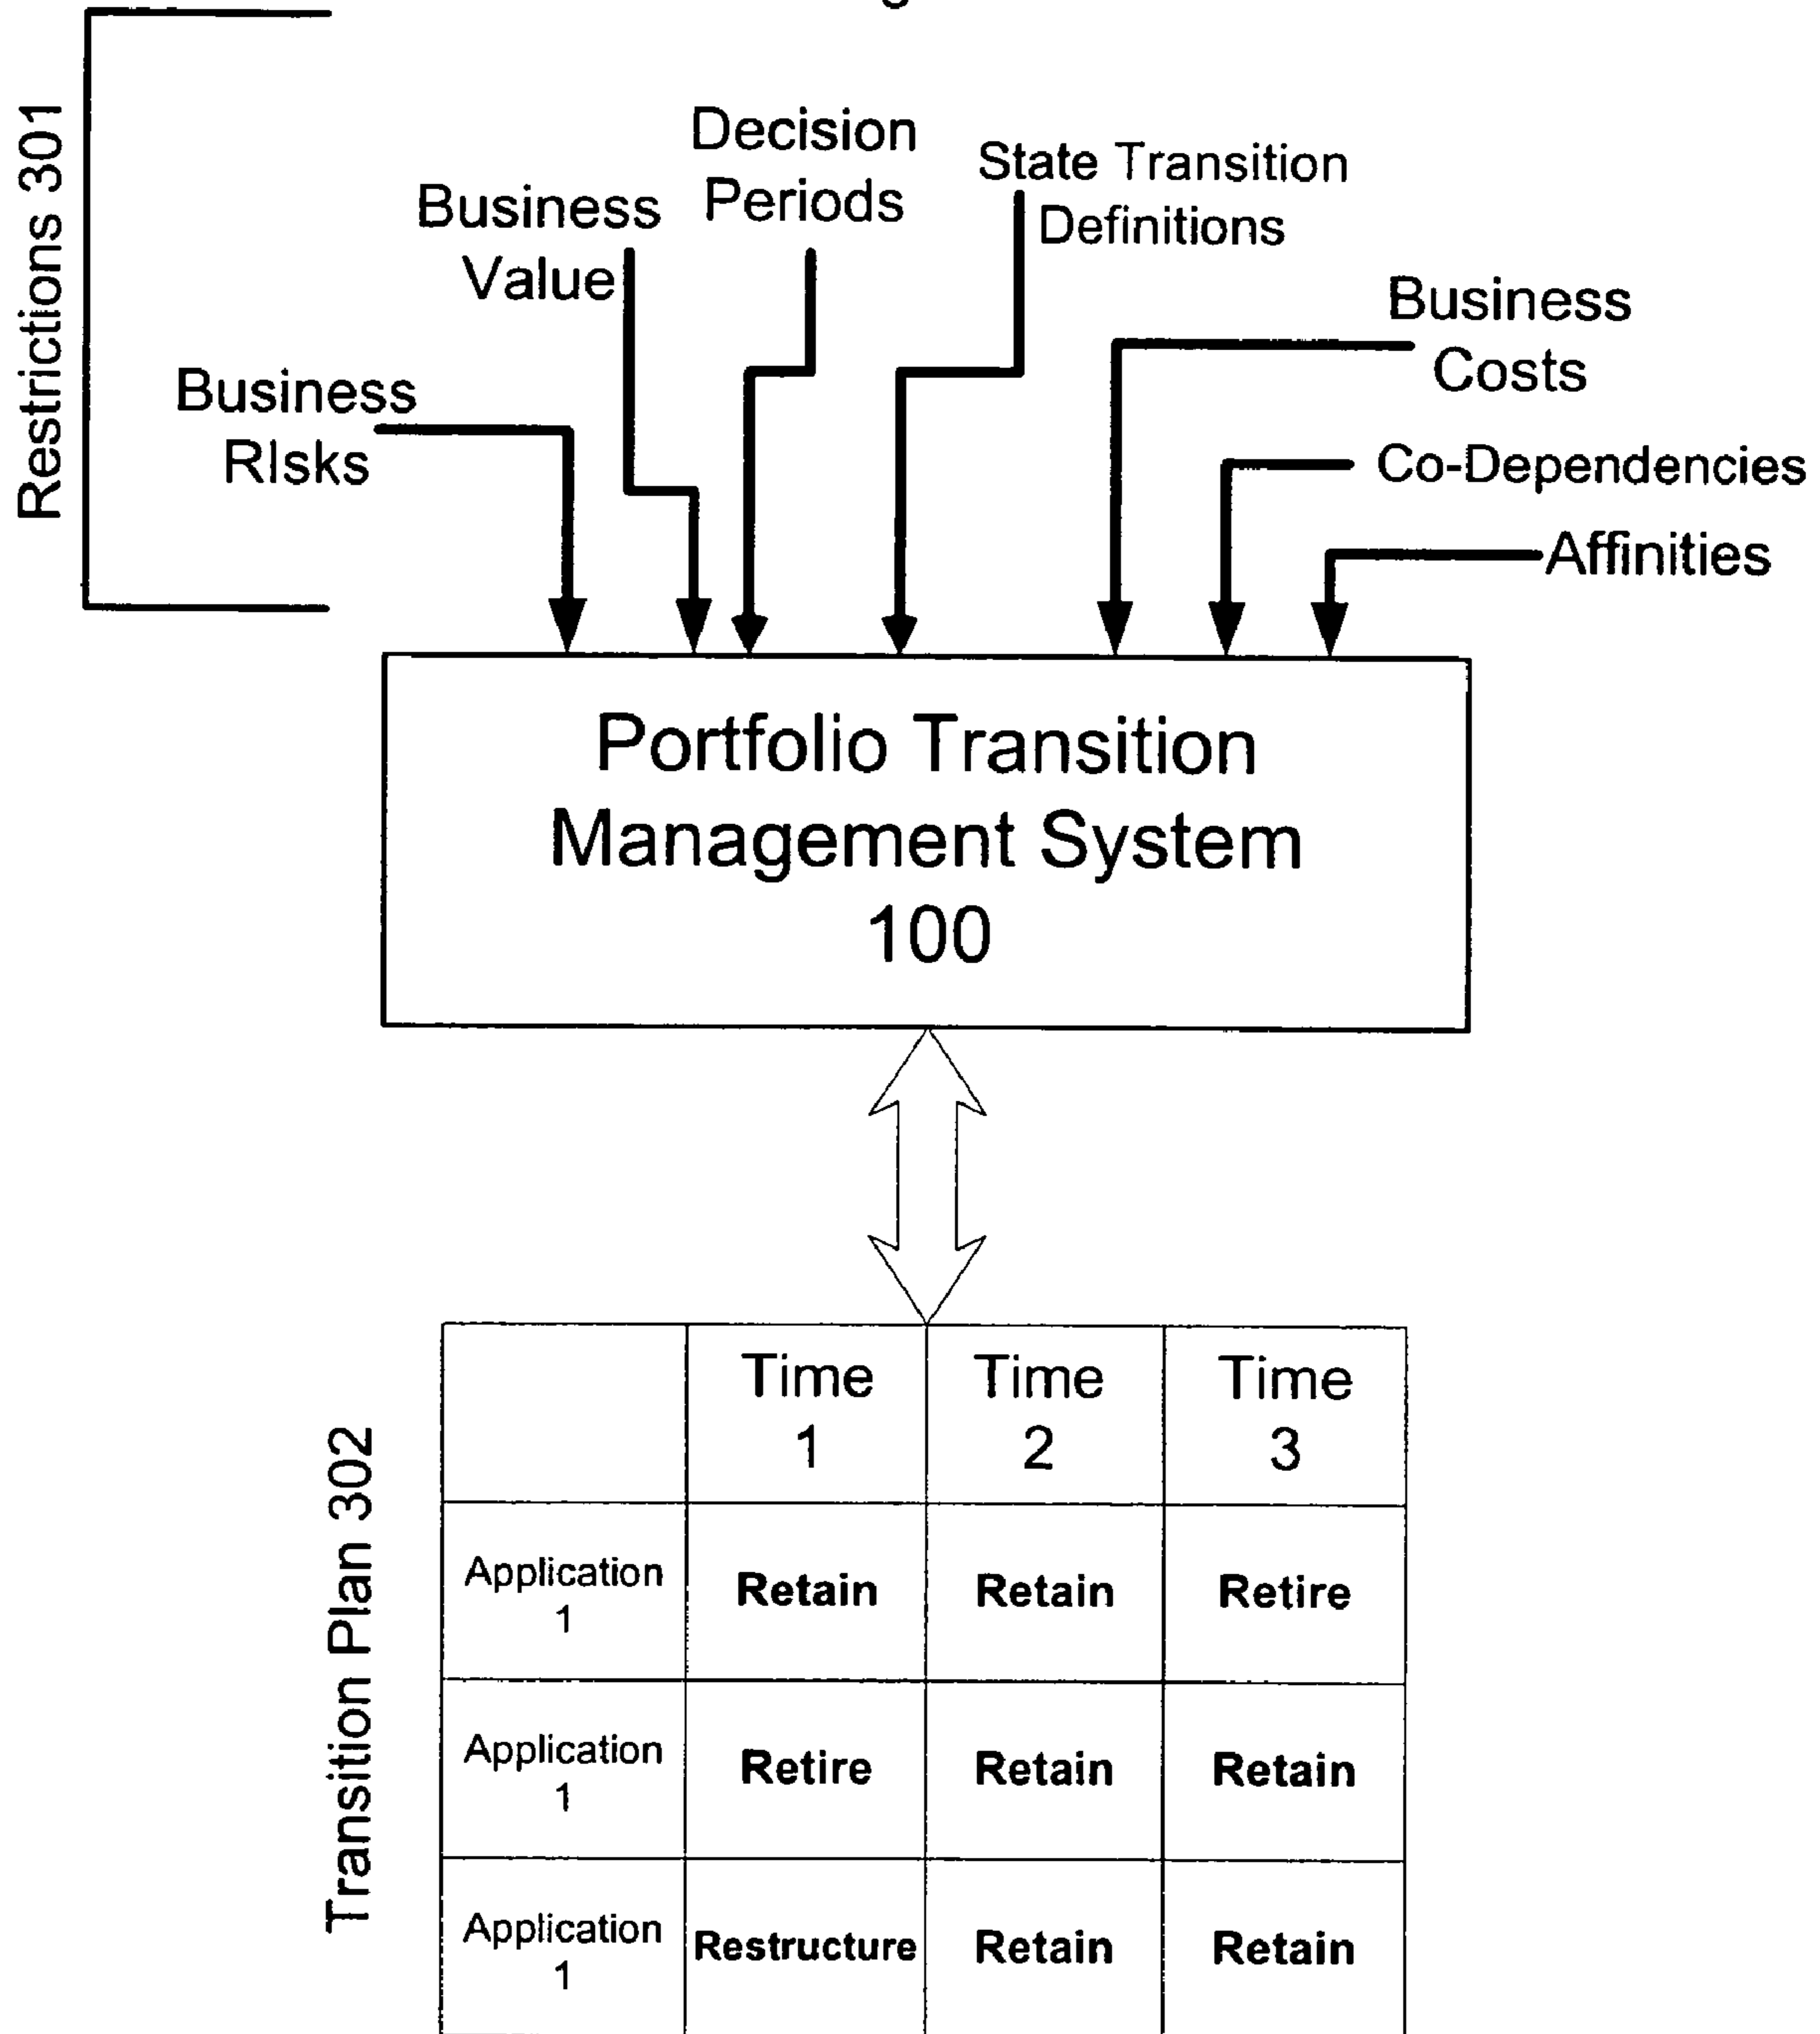 Restrictions 301
Decision
Periods
State Transition
Definitions
Business
Value
Business
Costs
Business
RIsks
Co-Dependencies
Affinities
Portfolio Transition
Management System
100
Transition Plan 302
Time
1
Time
2
Time
3
Application
1
Retain
Retain
Retire
Application
1
Retire
Retain
Retain
Application
1
Restructure
Retain
Retain